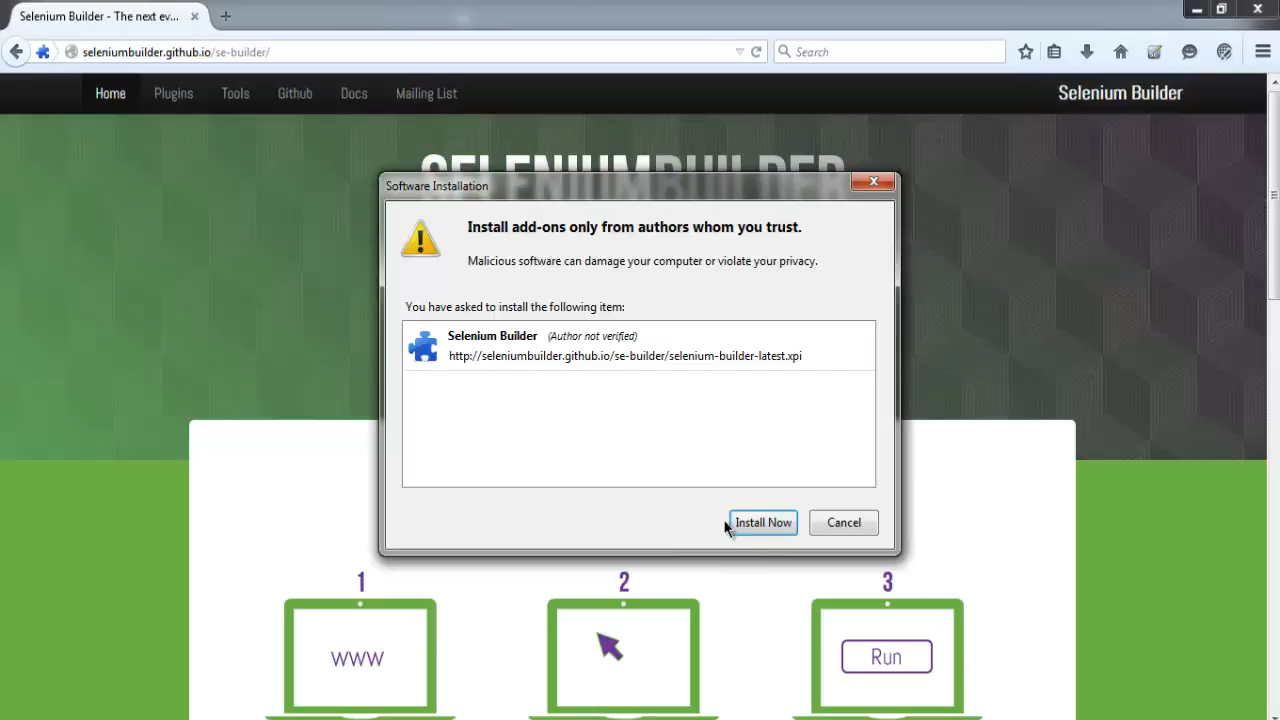 Selenium Builder - The next ev...
seleniumbuilder.github.io/se-builder/
Search
Home
Plugins
Tools
Github
Docs
Mailing List
Selenium Builder
SELENIUMBUILDER
Software Installation
Install add-ons only from authors whom you trust.
Malicious software can damage your computer or violate your privacy.
You have asked to install the following item:
Selenium Builder (Author not verified)
http://seleniumbuilder.github.io/se-builder/selenium-builder-latest.xpi
Install Now
Cancel
1
2
3
WWW
Run